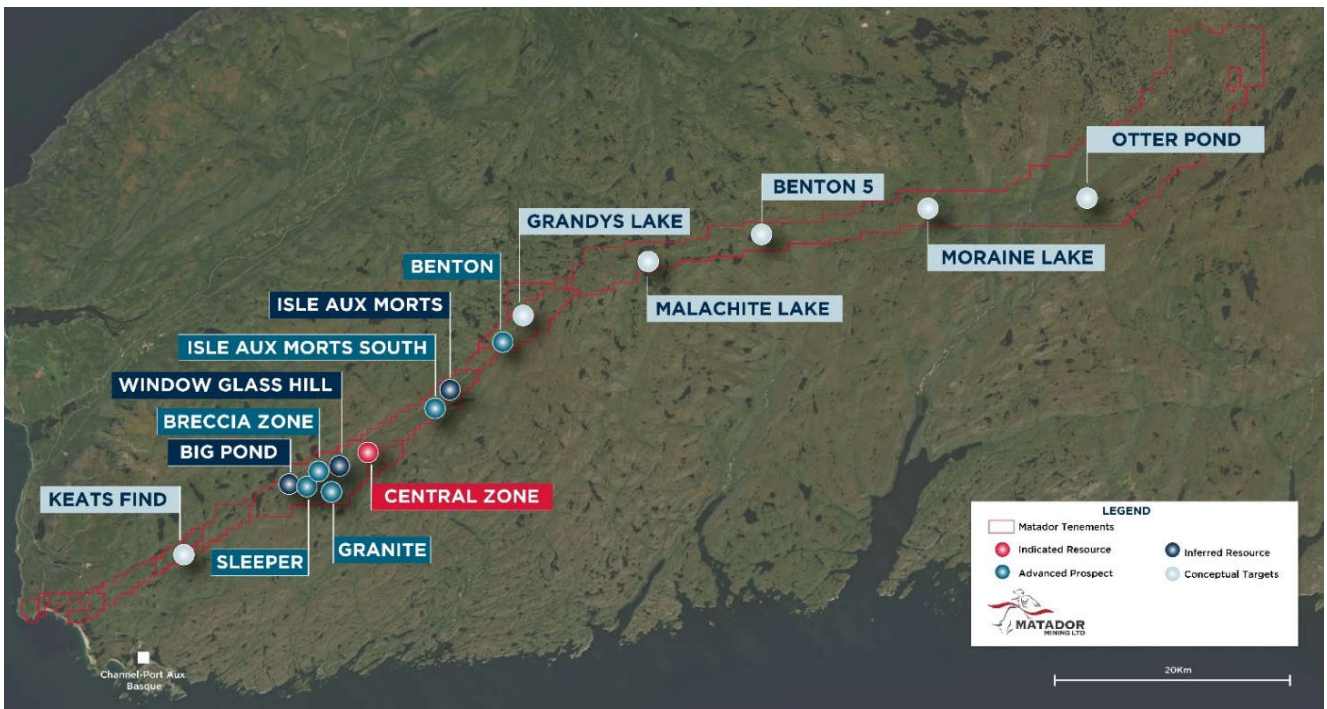 OTTER POND
BENTON 5
GRANDYS LAKE
MORAINE LAKE
BENTON
MALACHITE LAKE
ISLE AUX MORTS
ISLE AUX MORTS SOUTH
WINDOW GLASS HILL
BRECCIA ZONE
BIG POND
KEATS FIND
CENTRAL ZONE
SLEEPER
GRANITE
LEGEND
Matador Tenements
Indicated Resource
Inferred Resource
Advanced Prospect
Conceptual Targets
MATADOR
MINING LTD
Channel-Port Aux
Basque
20Km